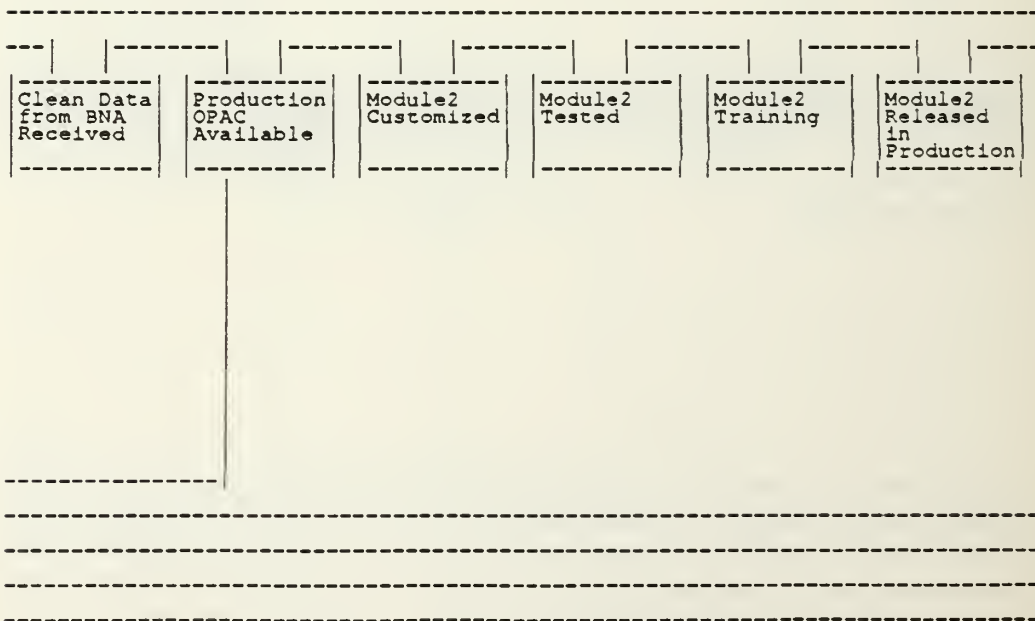 Clean Data
from BNA
Received
Production
OPAC
Available
Module2
Customized
Module2
Tested
Module2
Training
Module2
Released
in
Production